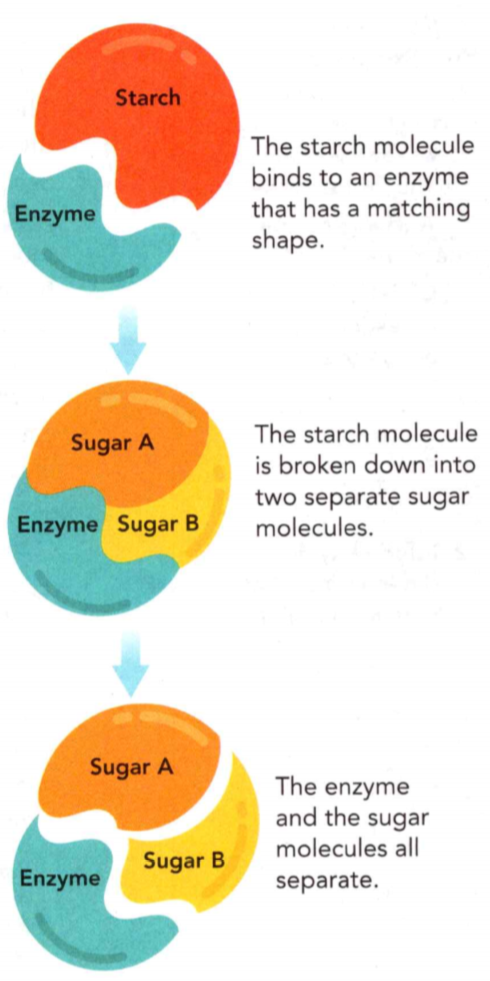 Starch
Enzyme
The starch molecule
binds to an enzyme
that has a matching
shape.
Sugar A
Enzyme
Sugar B
The starch molecule
is broken down into
two separate sugar
molecules.
Sugar A
Sugar B
Enzyme
The enzyme
and the sugar
molecules all
separate.